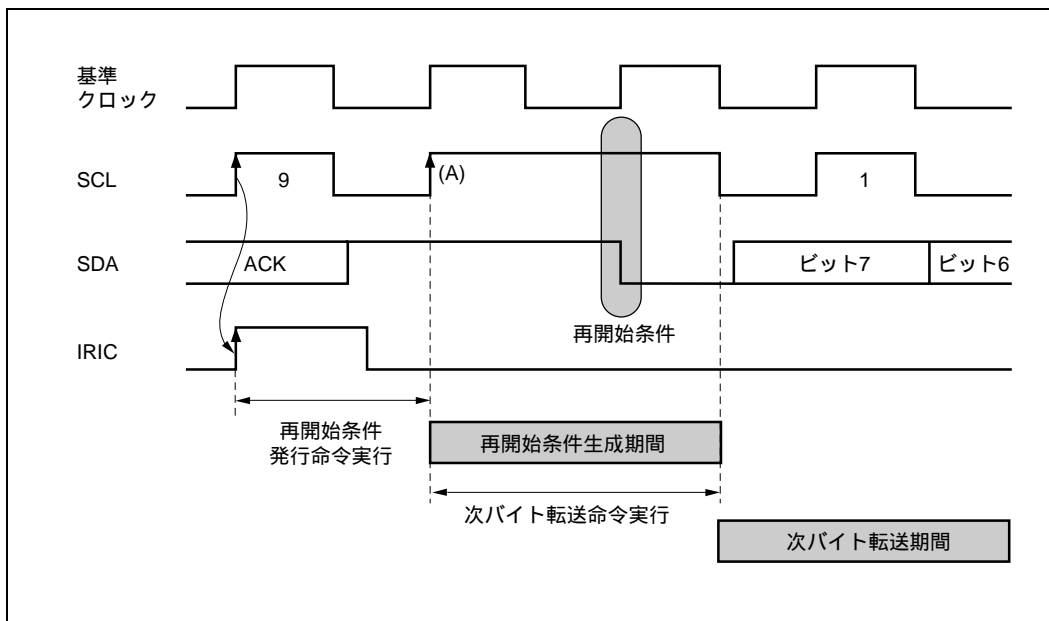 基準
クロック
SCL
9
(A)
1
SDA
ACK
ビット7
ビット6
再開始条件
IRIC
再開始条件
発行命令実行
再開始条件生成期間
次バイト転送命令実行
次バイト転送期間